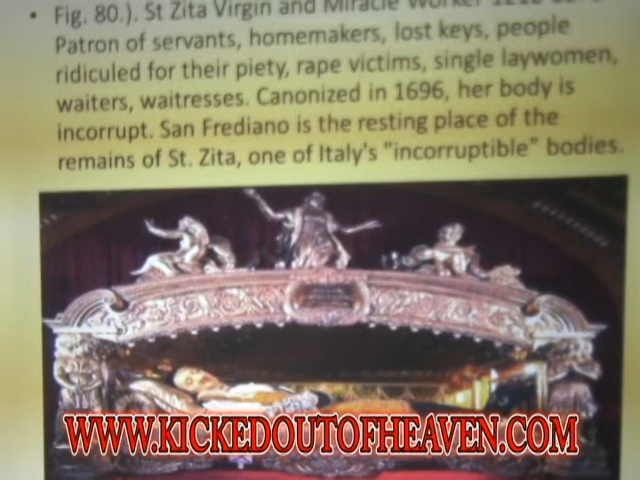 • Fig. 80.). St Zita Virgin and Miracle Worker 1212
Patron of servants, homemakers, lost keys, people
ridiculed for their piety, rape victims, single laywomen,
waiters, waitresses. Canonized in 1696, her body is
incorrupt. San Frediano is the resting place of the
remains of St. Zita, one of Italy's "incorruptible" bodies.
WWW.KICKEDOUTOFHEAVEN.COM